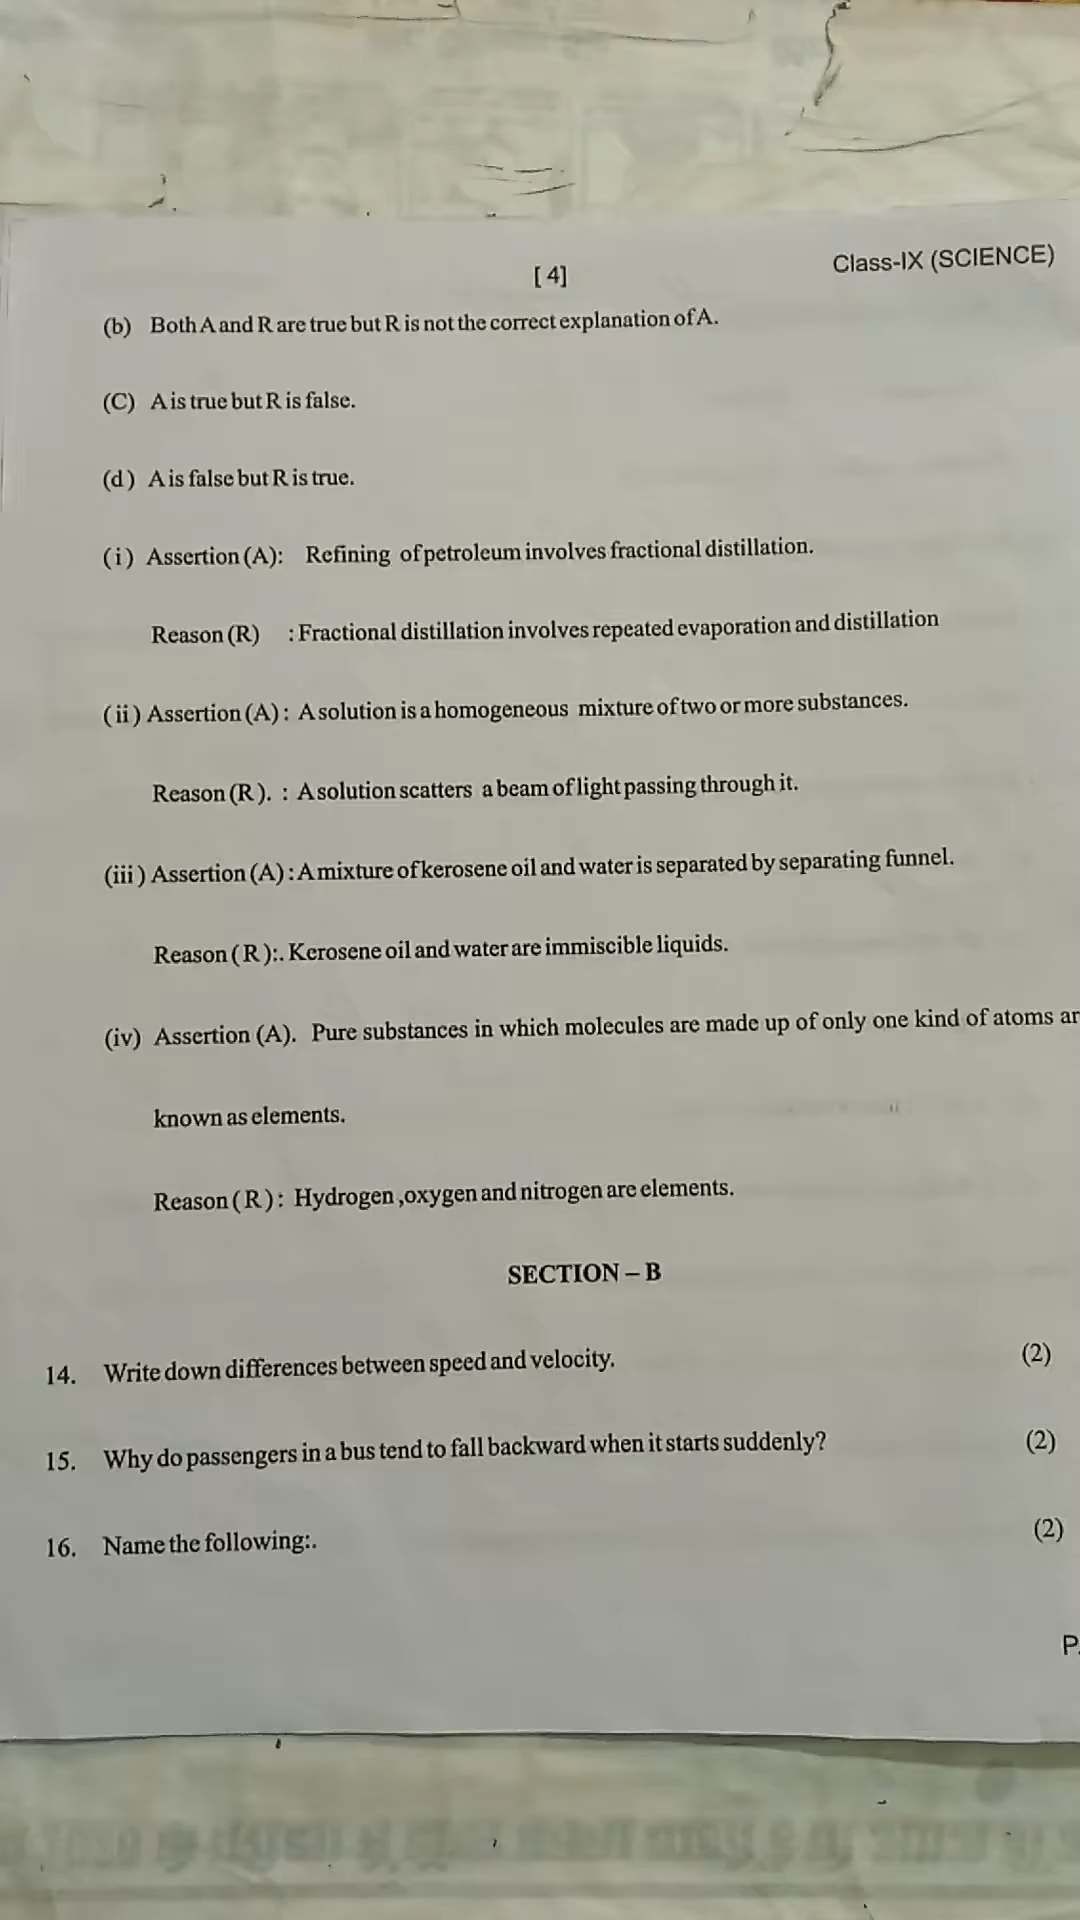 [4]
Class-IX (SCIENCE)
(b) Both A and R are true but R is not the correct explanation of A.
(C) A is true but R is false.
(d) A is false but R is true.
(i) Assertion (A): Refining of petroleum involves fractional distillation.
Reason (R) : Fractional distillation involves repeated evaporation and distillation
(ii) Assertion (A) : A solution is a homogeneous mixture of two or more substances.
Reason (R). : A solution scatters a beam of light passing through it.
(iii) Assertion (A) : A mixture of kerosene oil and water is separated by separating funnel.
Reason (R):. Kerosene oil and water are immiscible liquids.
(iv) Assertion (A). Pure substances in which molecules are made up of only one kind of atoms ar
known as elements.
Reason (R) : Hydrogen ,oxygen and nitrogen are elements.
SECTION – B
14. Write down differences between speed and velocity. (2)
15. Why do passengers in a bus tend to fall backward when it starts suddenly? (2)
16. Name the following:. (2)
P.